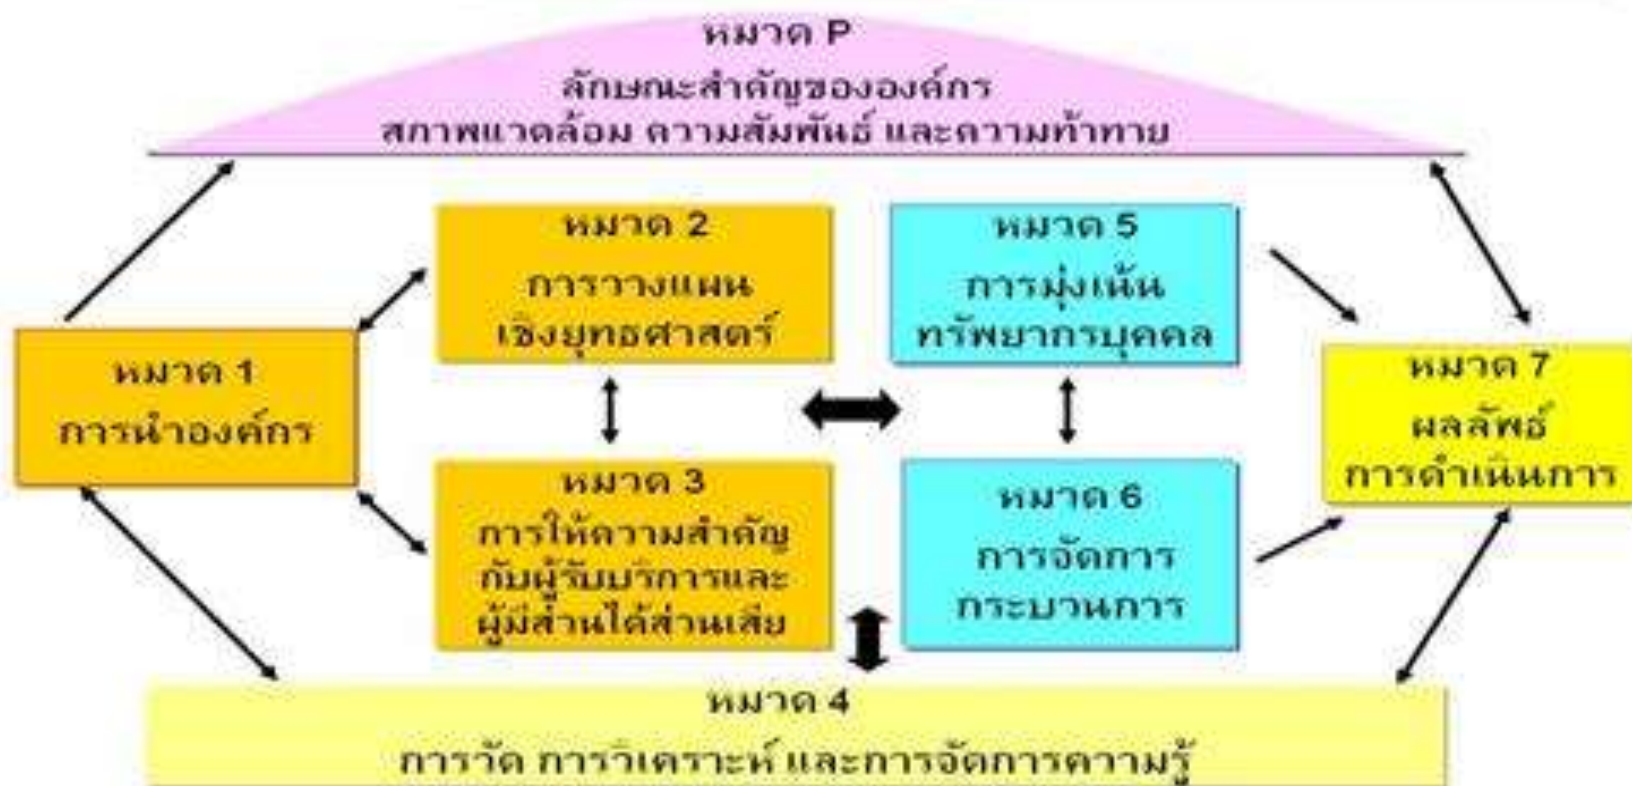 หมวด P
ลักษณะสำคัญขององค์กร
สภาพแวดล้อม ความสัมพันธ์ และความท้าทาย
หมวด 2
การวางแผน
เชิงยุทธศาสตร์
หมวด 5
การมุ่งเน้น
ทรัพยากรบุคคล
หมวด 1
การนำองค์กร
หมวด 7
ผลลัพธ์
การดำเนินการ
หมวด 3
การให้ความสำคัญ
กับผู้รับบริการและ
ผู้มีส่วนได้ส่วนเสีย
หมวด 6
การจัดการ
กระบวนการ
หมวด 4
การวัด การวิเคราะห์ และการจัดการความรู้